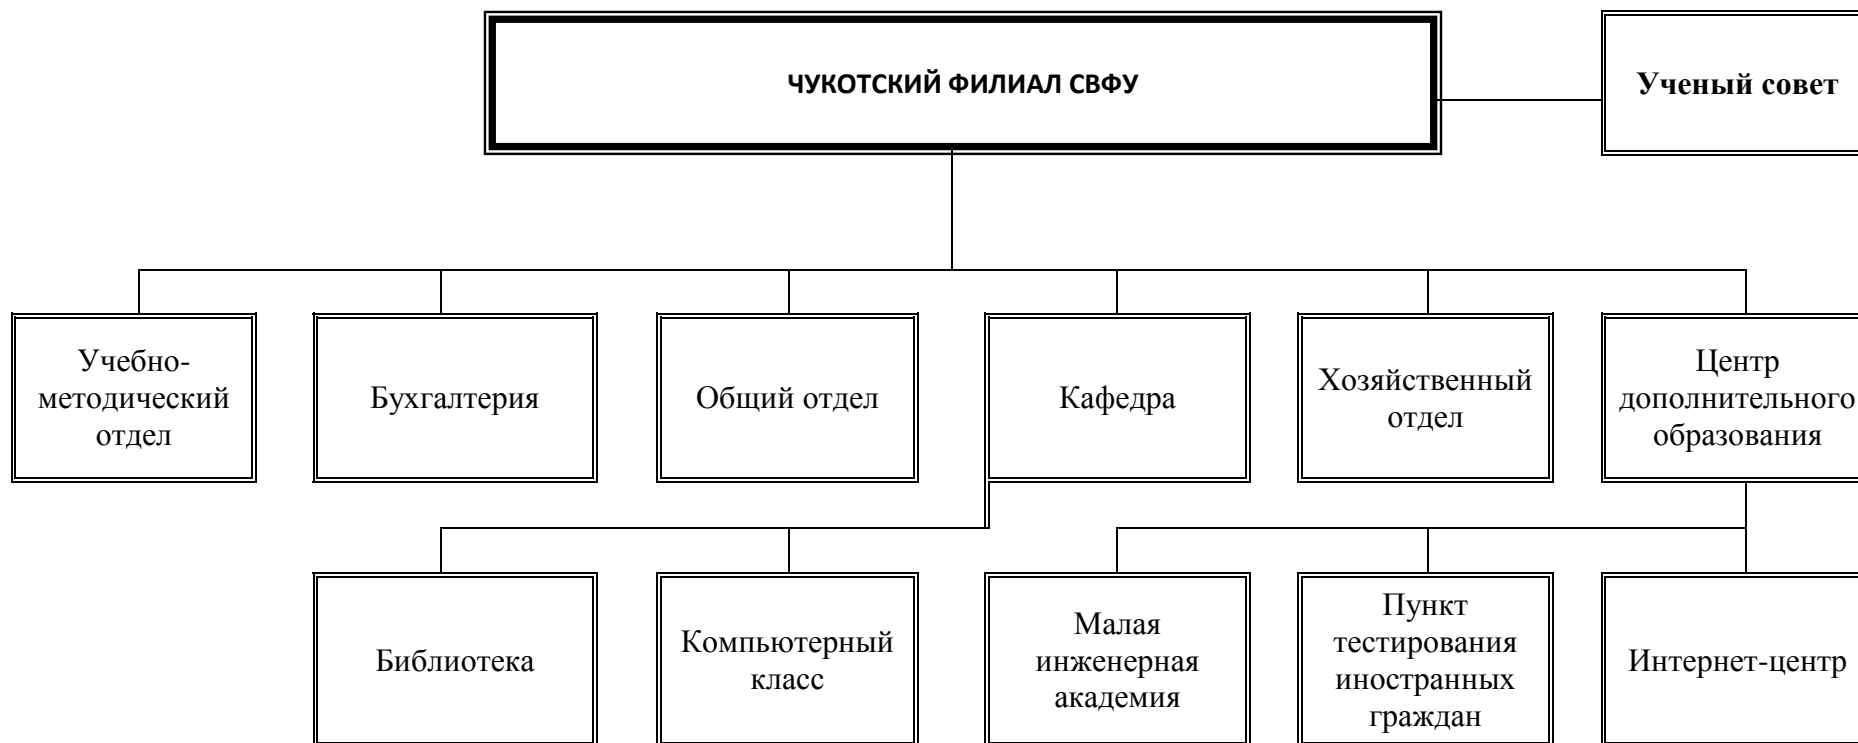 ЧУКОТСКИЙ ФИЛИАЛ СВФУ
Ученый совет
Учебно-
методический
отдел
Бухгалтерия
Общий отдел
Кафедра
Хозяйственный
отдел
Центр
дополнительного
образования
Библиотека
Компьютерный
класс
Малая
инженерная
академия
Пункт
тестирования
иностранных
граждан
Интернет-центр